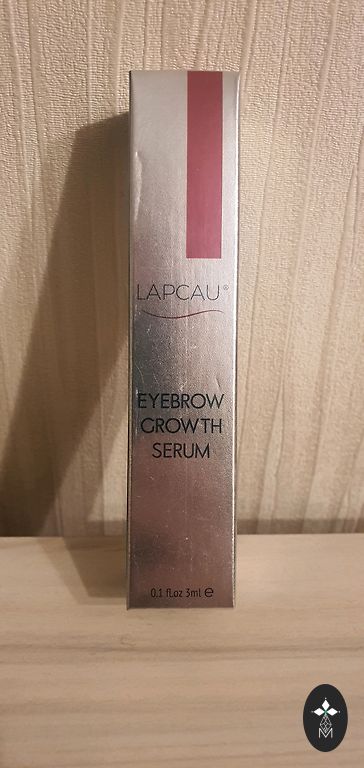 LAPCAU®
EYEBROW
GROWTH
SERUM
0.1 fl.oz 3ml ℮